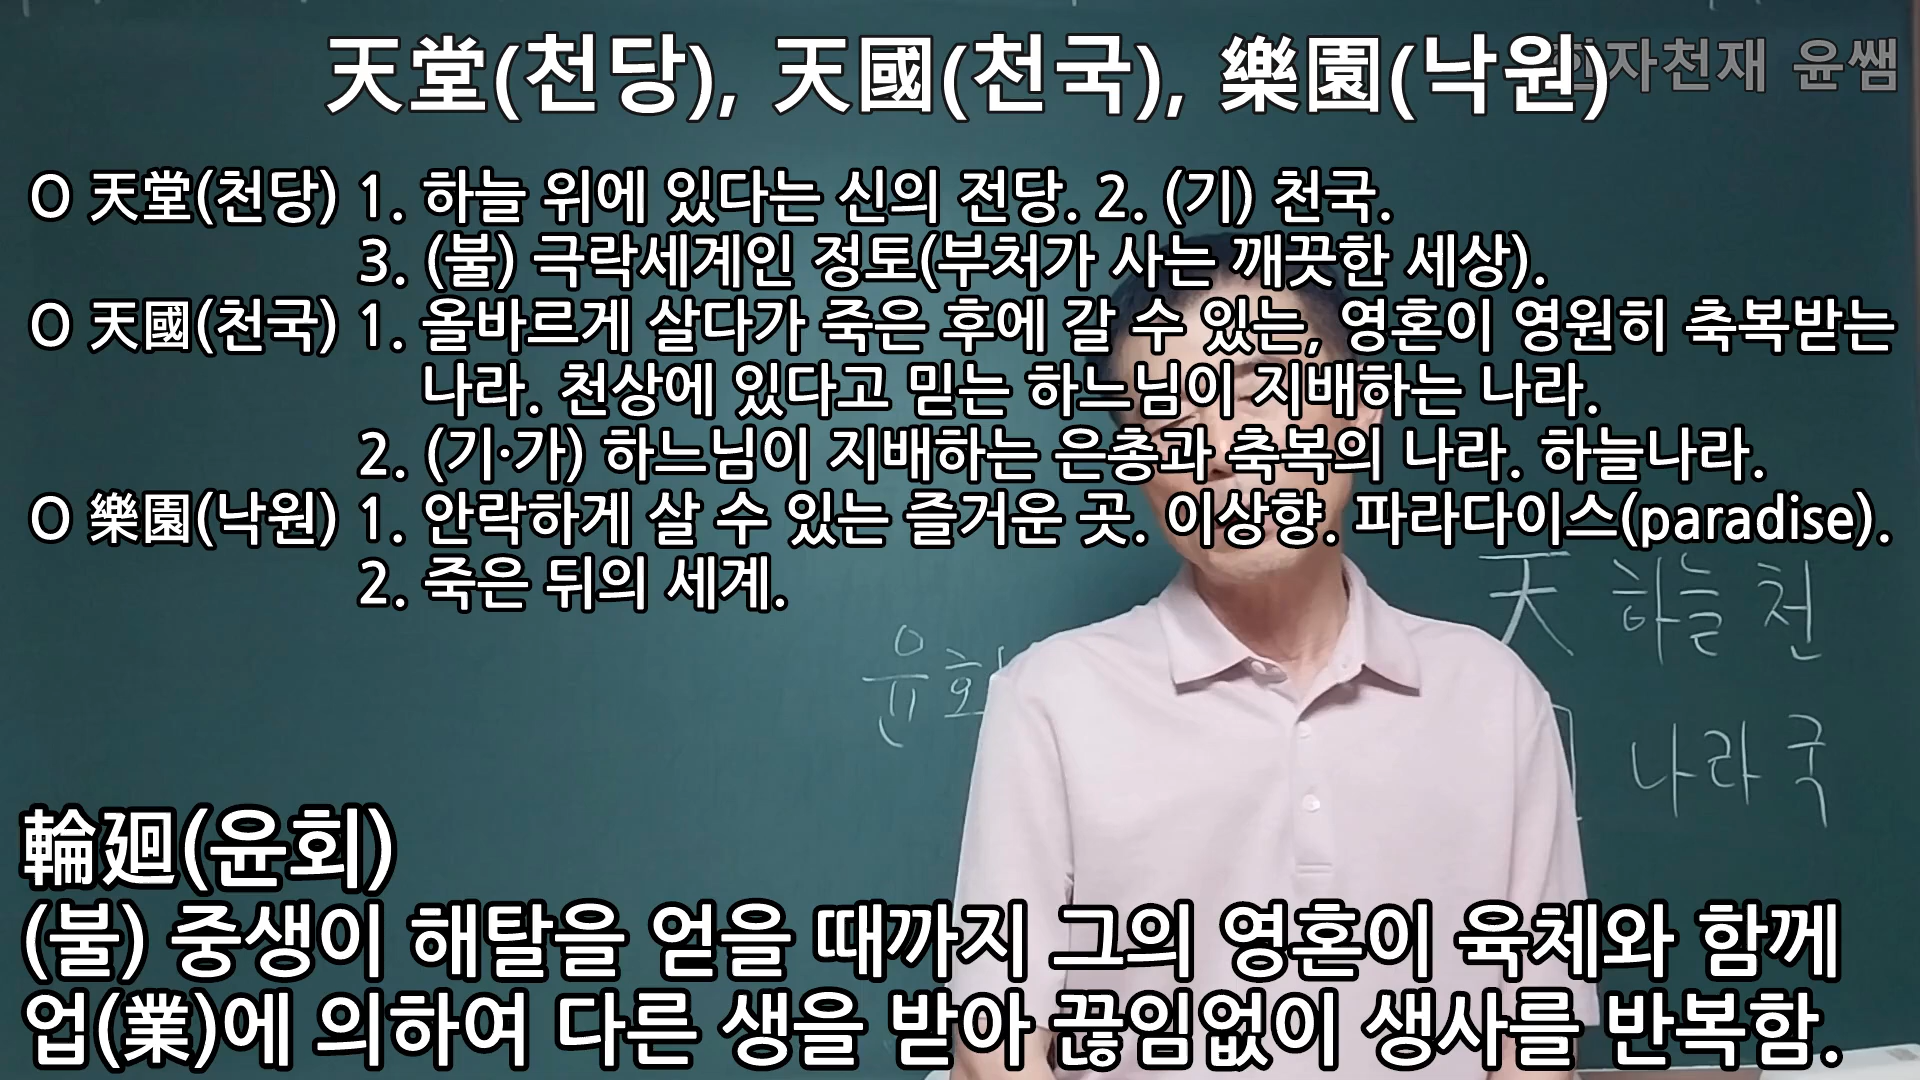 天堂(천당), 天國(천국), 樂園(낙원)
자천재 윤쌤
O 天堂(천당) 1. 하늘 위에 있다는 신의 전당. 2. (기) 천국.
3. (불) 극락세계인 정토(부처가 사는 깨끗한 세상).
O 天國(천국) 1. 올바르게 살다가 죽은 후에 갈 수 있는, 영혼이 영원히 축복받는
나라. 천상에 있다고 믿는 하느님이 지배하는 나라.
2. (기·가) 하느님이 지배하는 은총과 축복의 나라. 하늘나라.
O 樂園(낙원) 1. 안락하게 살 수 있는 즐거운 곳. 이상향. 파라다이스(paradise).
2. 죽은 뒤의 세계.
天 하늘 천
윤회
나라 국
輪廻(윤회)
(불) 중생이 해탈을 얻을 때까지 그의 영혼이 육체와 함께
업(業)에 의하여 다른 생을 받아 끊임없이 생사를 반복함.